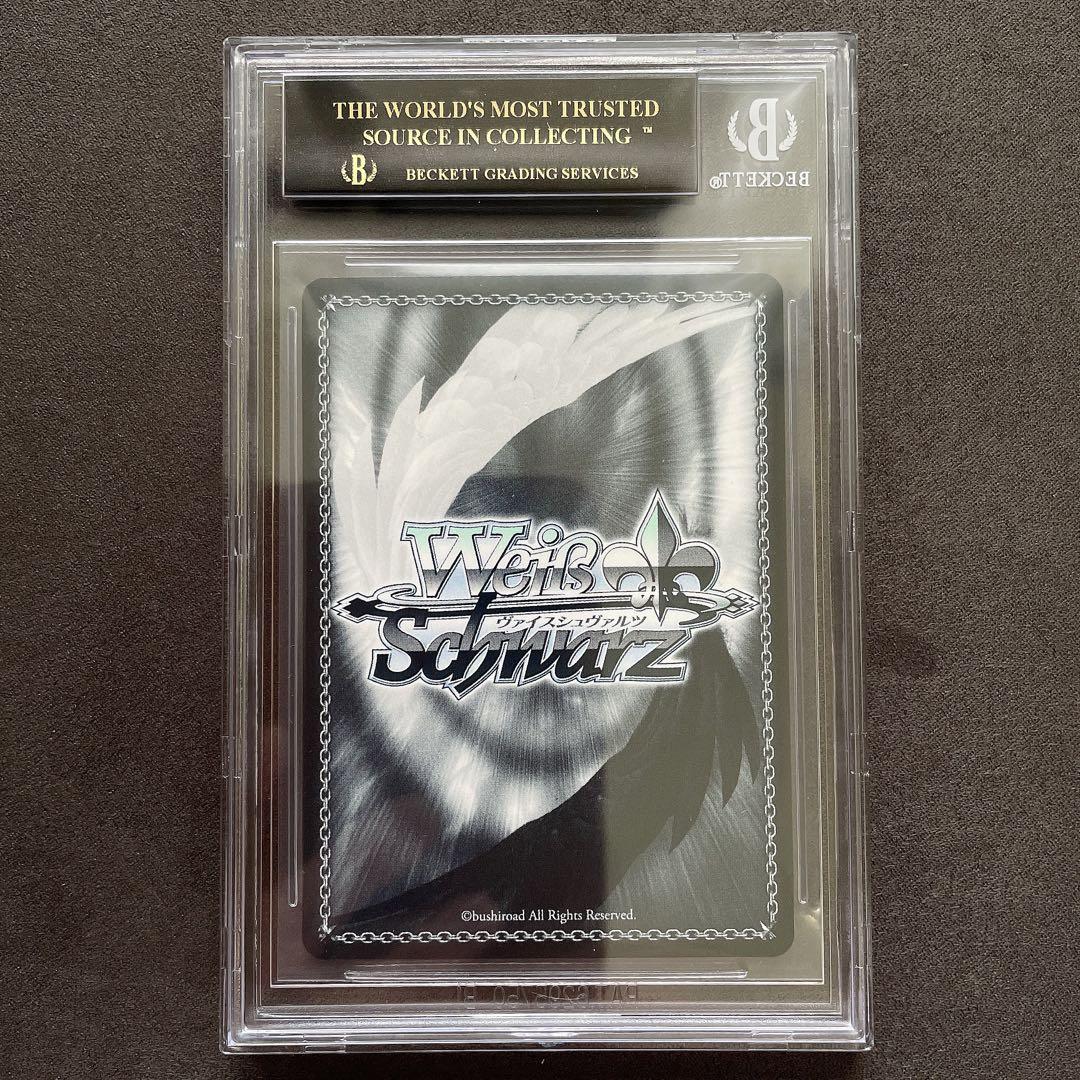 THE WORLD'S MOST TRUSTED
SOURCE IN COLLECTING ™
B BECKETT GRADING SERVICES
B
BECKETT®
Weiß
ヴァイスシュヴァルツ
Schwarz
©bushiroad All Rights Reserved.